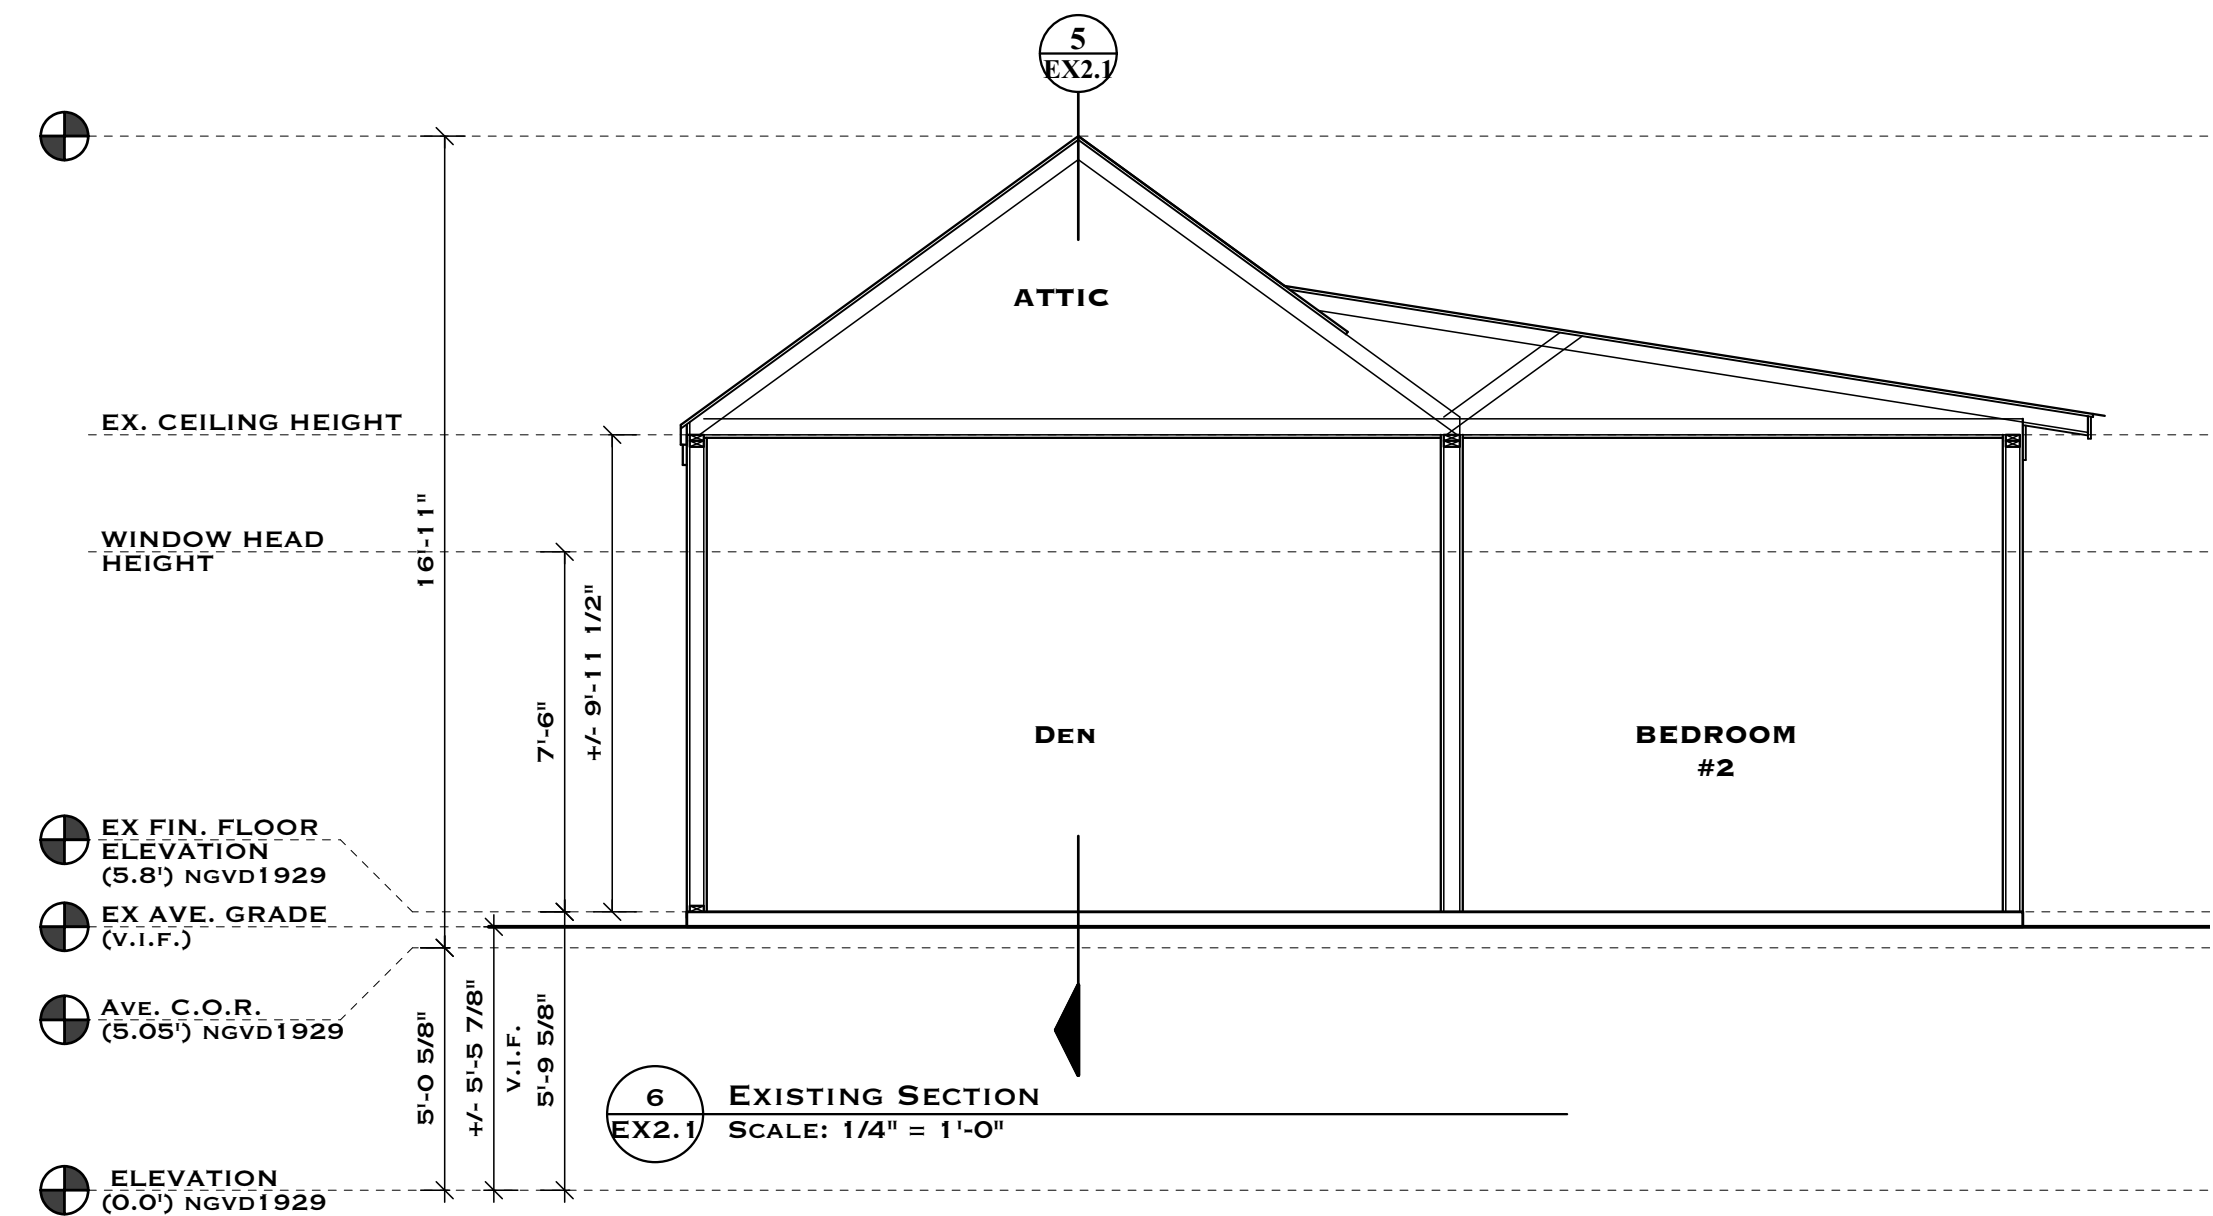 5
EX2.1
ATTIC
EX. CEILING HEIGHT
WINDOW HEAD
HEIGHT
16'-11"
+/- 9'-11 1/2"
7'-6"
DEN
BEDROOM
#2
EX FIN. FLOOR
ELEVATION
(5.8') NGVD1929
EX AVE. GRADE
(V.I.F.)
AVE. C.O.R.
(5.05') NGVD1929
5'-0 5/8"
+/- 5'-5 7/8"
V.I.F.
5'-9 5/8"
6
EX2.1
EXISTING SECTION
SCALE: 1/4" = 1'-0"
ELEVATION
(0.0') NGVD1929